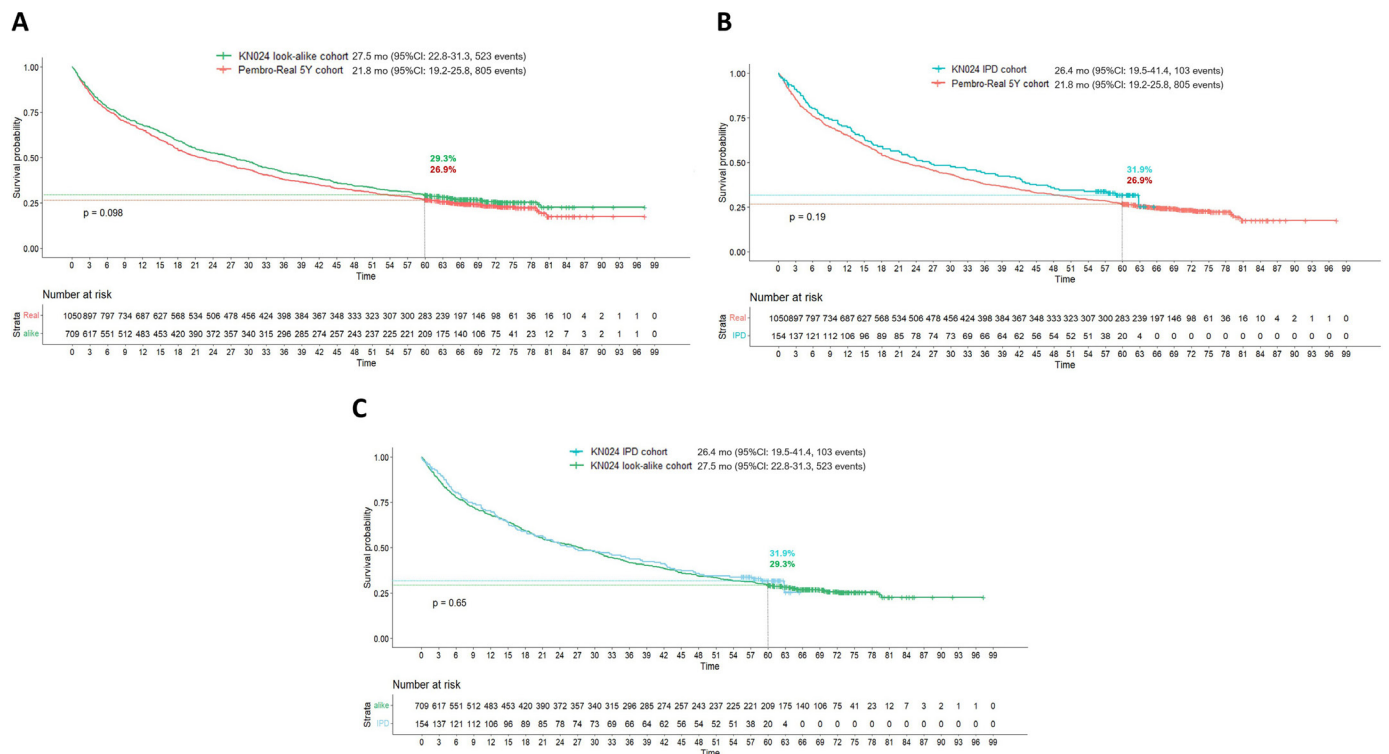 A
KN024 look-alike cohort 27.5 mo (95%CI: 22.8-31.3, 523 events)
Pembro-Real 5Y cohort 21.8 mo (95%CI: 19.2-25.8, 805 events)
Survival probability
1.00
0.75
0.50
0.25
0.00
29.3%
26.9%
p = 0.098
0 3 6 9 12 15 18 21 24 27 30 33 36 39 42 45 48 51 54 57 60 63 66 69 72 75 78 81 84 87 90 93 96 99
Time
Number at risk
Strata
Real 1050 897 797 734 687 627 568 534 506 478 456 424 398 384 367 348 333 323 307 300 283 239 197 146 98 61 36 16 10 4 2 1 1 0
alike 709 617 551 512 483 453 420 390 372 357 340 315 296 285 274 257 243 237 225 221 209 175 140 106 75 41 23 12 7 3 2 1 1 0
0 3 6 9 12 15 18 21 24 27 30 33 36 39 42 45 48 51 54 57 60 63 66 69 72 75 78 81 84 87 90 93 96 99
Time
B
KN024 IPD cohort 26.4 mo (95%CI: 19.5-41.4, 103 events)
Pembro-Real 5Y cohort 21.8 mo (95%CI: 19.2-25.8, 805 events)
Survival probability
1.00
0.75
0.50
0.25
0.00
31.9%
26.9%
p = 0.19
0 3 6 9 12 15 18 21 24 27 30 33 36 39 42 45 48 51 54 57 60 63 66 69 72 75 78 81 84 87 90 93 96 99
Time
Number at risk
Strata
Real 1050 897 797 734 687 627 568 534 506 478 456 424 398 384 367 348 333 323 307 300 283 239 197 146 98 61 36 16 10 4 2 1 1 0
IPD 154 137 121 112 106 96 89 85 78 74 73 69 66 64 62 56 54 52 51 38 20 4 0 0 0 0 0 0 0 0 0 0 0 0
0 3 6 9 12 15 18 21 24 27 30 33 36 39 42 45 48 51 54 57 60 63 66 69 72 75 78 81 84 87 90 93 96 99
Time
C
KN024 IPD cohort 26.4 mo (95%CI: 19.5-41.4, 103 events)
KN024 look-alike cohort 27.5 mo (95%CI: 22.8-31.3, 523 events)
Survival probability
1.00
0.75
0.50
0.25
0.00
31.9%
29.3%
p = 0.65
0 3 6 9 12 15 18 21 24 27 30 33 36 39 42 45 48 51 54 57 60 63 66 69 72 75 78 81 84 87 90 93 96 99
Time
Number at risk
Strata
alike 709 617 551 512 483 453 420 390 372 357 340 315 296 285 274 257 243 237 225 221 209 175 140 106 75 41 23 12 7 3 2 1 1 0
IPD 154 137 121 112 106 96 89 85 78 74 73 69 66 64 62 56 54 52 51 38 20 4 0 0 0 0 0 0 0 0 0 0 0 0
0 3 6 9 12 15 18 21 24 27 30 33 36 39 42 45 48 51 54 57 60 63 66 69 72 75 78 81 84 87 90 93 96 99
Time